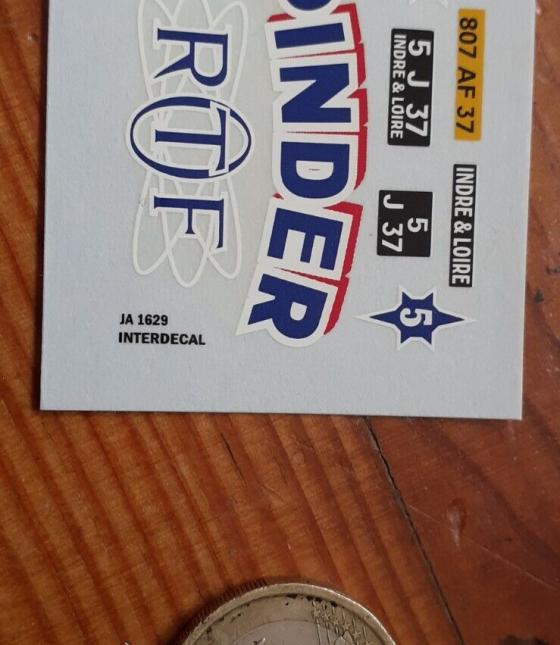 RTF
INDER
807 AF 37
5 J 37
INDRE & LOIRE
5
J 37
INDRE & LOIRE
5
JA 1629
INTERDECAL